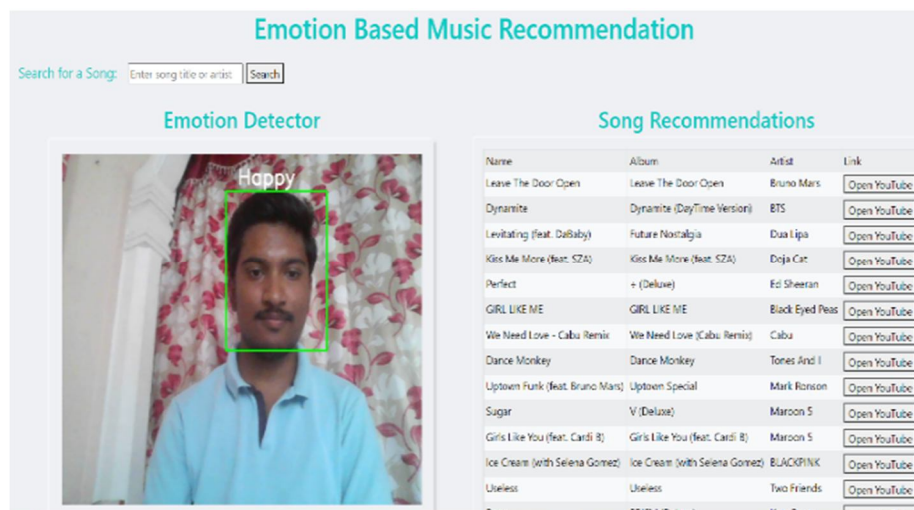 Emotion Based Music Recommendation
Search for a Song: Enter song title or artist Search
Emotion Detector
Happy
Song Recommendations
Name Album Artist Link
Leave The Door Open Leave The Door Open Bruno Mars Open YouTube
Dynamite Dynamite (DayTime Version) BTS Open YouTube
Levitating (feat. DaBaby) Future Nostalgia Dua Lipa Open YouTube
Kiss Me More (feat. SZA) Kiss Me More (feat. SZA) Doja Cat Open YouTube
Perfect ÷ (Deluxe) Ed Sheeran Open YouTube
GIRL LIKE ME GIRL LIKE ME Black Eyed Peas Open YouTube
We Need Love - Cabu Remix We Need Love (Cabu Remix) Cabu Open YouTube
Dance Monkey Dance Monkey Tones And I Open YouTube
Uptown Funk (feat. Bruno Mars) Uptown Special Mark Ronson Open YouTube
Sugar V (Deluxe) Maroon 5 Open YouTube
Girls Like You (feat. Cardi B) Girls Like You (feat. Cardi B) Maroon 5 Open YouTube
Ice Cream (with Selena Gomez) Ice Cream (with Selena Gomez) BLACKPINK Open YouTube
Useless Useless Two Friends Open YouTube